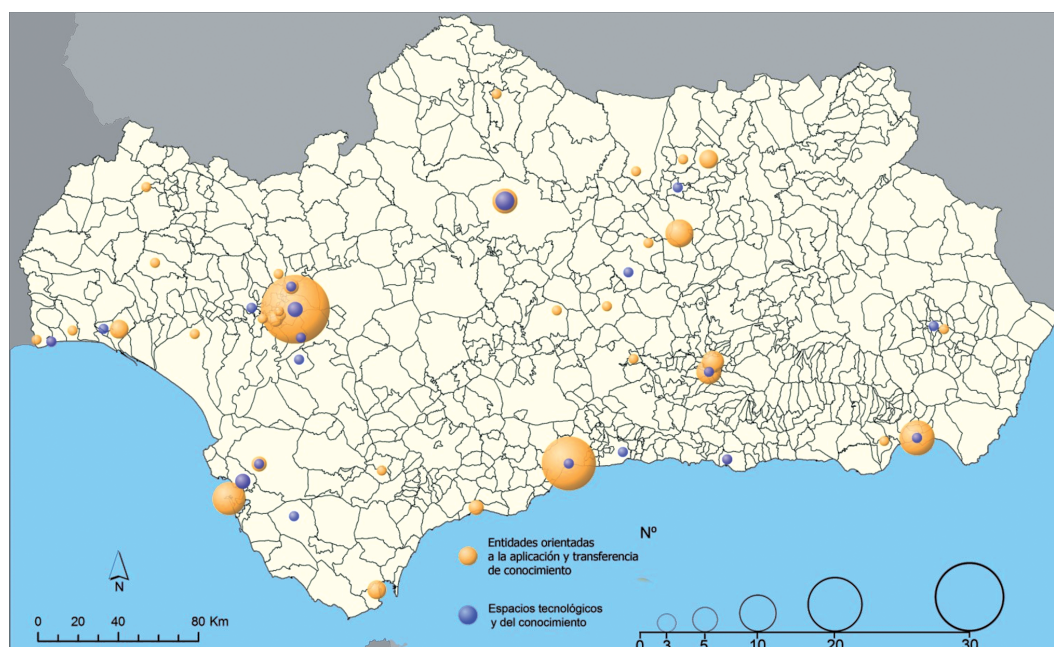 Nº
Entidades orientadas
a la aplicación y transferencia
de conocimiento
Espacios tecnológicos
y del conocimiento
N
0 20 40 80 Km
0 3 5 10 20 30